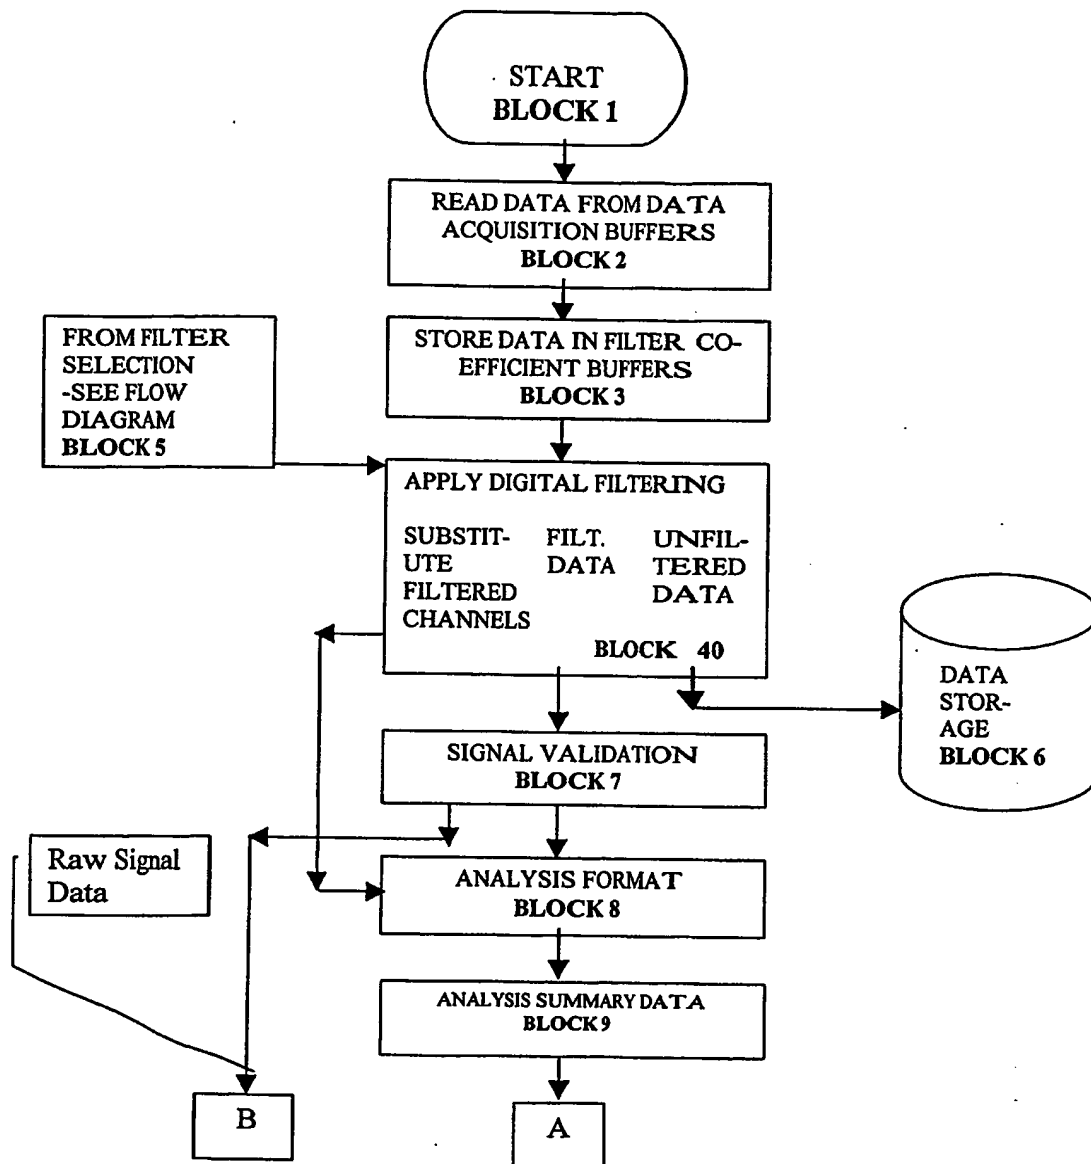 START
BLOCK 1
READ DATA FROM DATA
ACQUISITION BUFFERS
BLOCK 2
STORE DATA IN FILTER CO-
EFFICIENT BUFFERS
BLOCK 3
FROM FILTER
SELECTION
-SEE FLOW
DIAGRAM
BLOCK 5
APPLY DIGITAL FILTERING
SUBSTIT-
UTE
FILTERED
CHANNELS
FILT.
DATA
UNFIL-
TERED
DATA
BLOCK 40
DATA
STOR-
AGE
BLOCK 6
SIGNAL VALIDATION
BLOCK 7
Raw Signal
Data
ANALYSIS FORMAT
BLOCK 8
ANALYSIS SUMMARY DATA
BLOCK 9
B
A